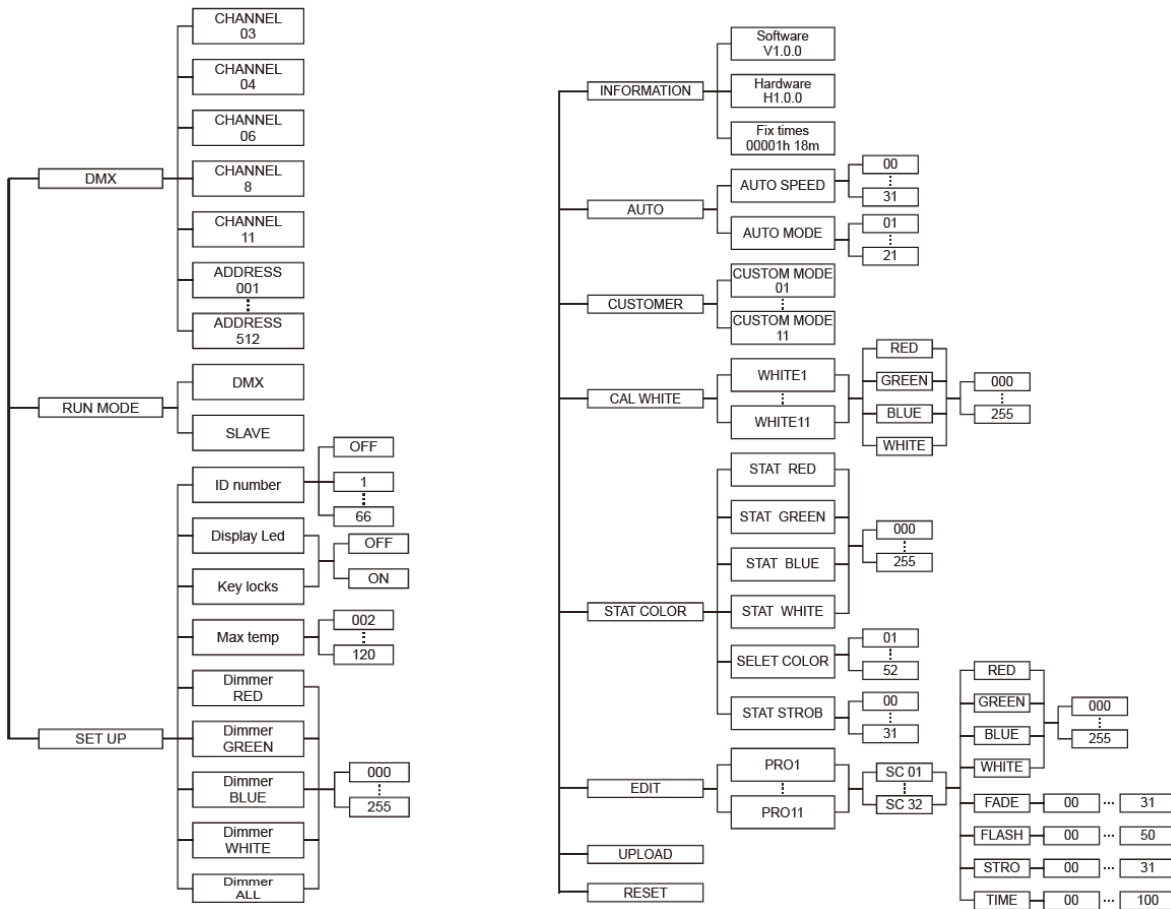 DMX
CHANNEL
03
CHANNEL
04
CHANNEL
06
CHANNEL
8
CHANNEL
11
ADDRESS
001
ADDRESS
512
RUN MODE
DMX
SLAVE
SET UP
ID number
OFF
1
66
Display Led
Key locks
OFF
ON
Max temp
002
120
Dimmer
RED
Dimmer
GREEN
Dimmer
BLUE
Dimmer
WHITE
Dimmer
ALL
000
255
INFORMATION
Software
V1.0.0
Hardware
H1.0.0
Fix times
00001h 18m
AUTO
AUTO SPEED
00
31
AUTO MODE
01
21
CUSTOMER
CUSTOM MODE
01
CUSTOM MODE
11
CAL WHITE
WHITE1
WHITE11
RED
GREEN
BLUE
WHITE
000
255
STAT COLOR
STAT RED
STAT GREEN
STAT BLUE
STAT WHITE
000
255
SELET COLOR
01
52
STAT STROB
00
31
EDIT
PRO1
PRO11
SC 01
SC 32
RED
GREEN
BLUE
WHITE
000
255
FADE 00 ... 31
FLASH 00 ... 50
STRO 00 ... 31
TIME 00 ... 100
UPLOAD
RESET